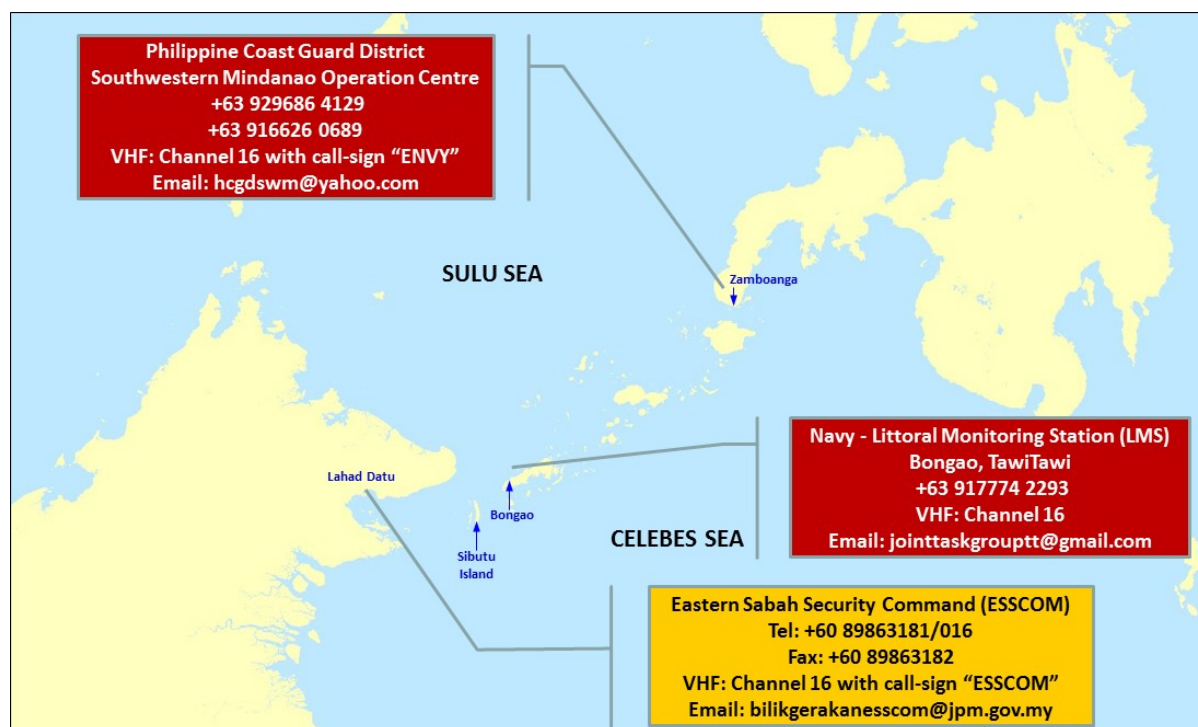 Philippine Coast Guard District
Southwestern Mindanao Operation Centre
+63 929686 4129
+63 916626 0689
VHF: Channel 16 with call-sign “ENVY”
Email: hcgdswm@yahoo.com
SULU SEA
Zamboanga
Lahad Datu
Bongao
Sibutu
Island
CELEBES SEA
Navy - Littoral Monitoring Station (LMS)
Bongao, TawiTawi
+63 917774 2293
VHF: Channel 16
Email: jointtaskgrouptt@gmail.com
Eastern Sabah Security Command (ESSCOM)
Tel: +60 89863181/016
Fax: +60 89863182
VHF: Channel 16 with call-sign “ESSCOM”
Email: bilikgerakanesscom@jpm.gov.my